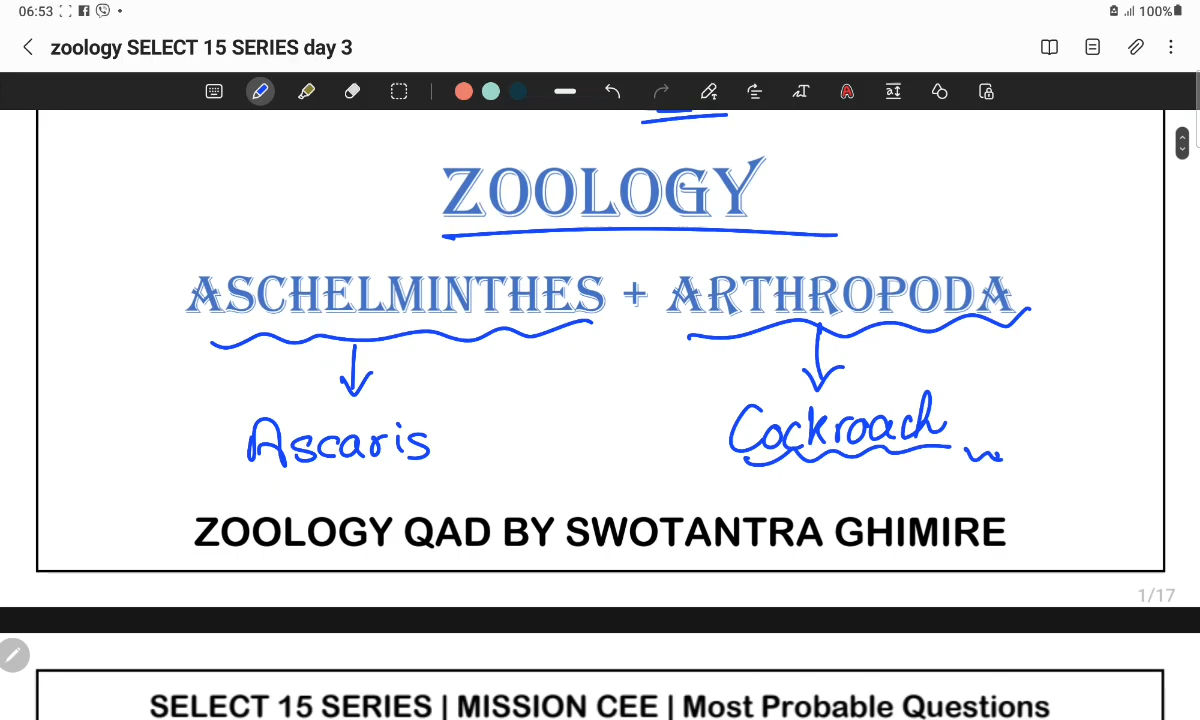 06:53 100%
zoology SELECT 15 SERIES day 3
ZOOLOGY
ASCHELMINTHES + ARTHROPODA
Ascaris Cockroach
ZOOLOGY QAD BY SWOTANTRA GHIMIRE
1/17
SELECT 15 SERIES | MISSION CEE | Most Probable Questions